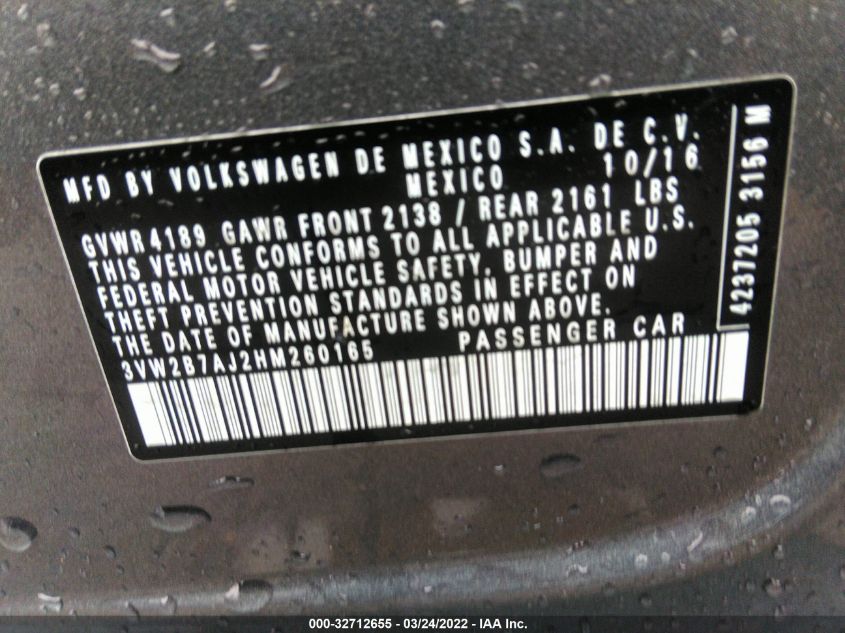 MFD BY VOLKSWAGEN DE MEXICO S.A. DE C.V.
MEXICO 10/16
GVWR 4189 GAWR FRONT 2138 / REAR 2161 LBS
THIS VEHICLE CONFORMS TO ALL APPLICABLE U.S.
FEDERAL MOTOR VEHICLE SAFETY, BUMPER AND
THEFT PREVENTION STANDARDS IN EFFECT ON
THE DATE OF MANUFACTURE SHOWN ABOVE.
3VW2B7AJ2HM260165 PASSENGER CAR
4237205 3156 M
000-32712655 - 03/24/2022 - IAA Inc.